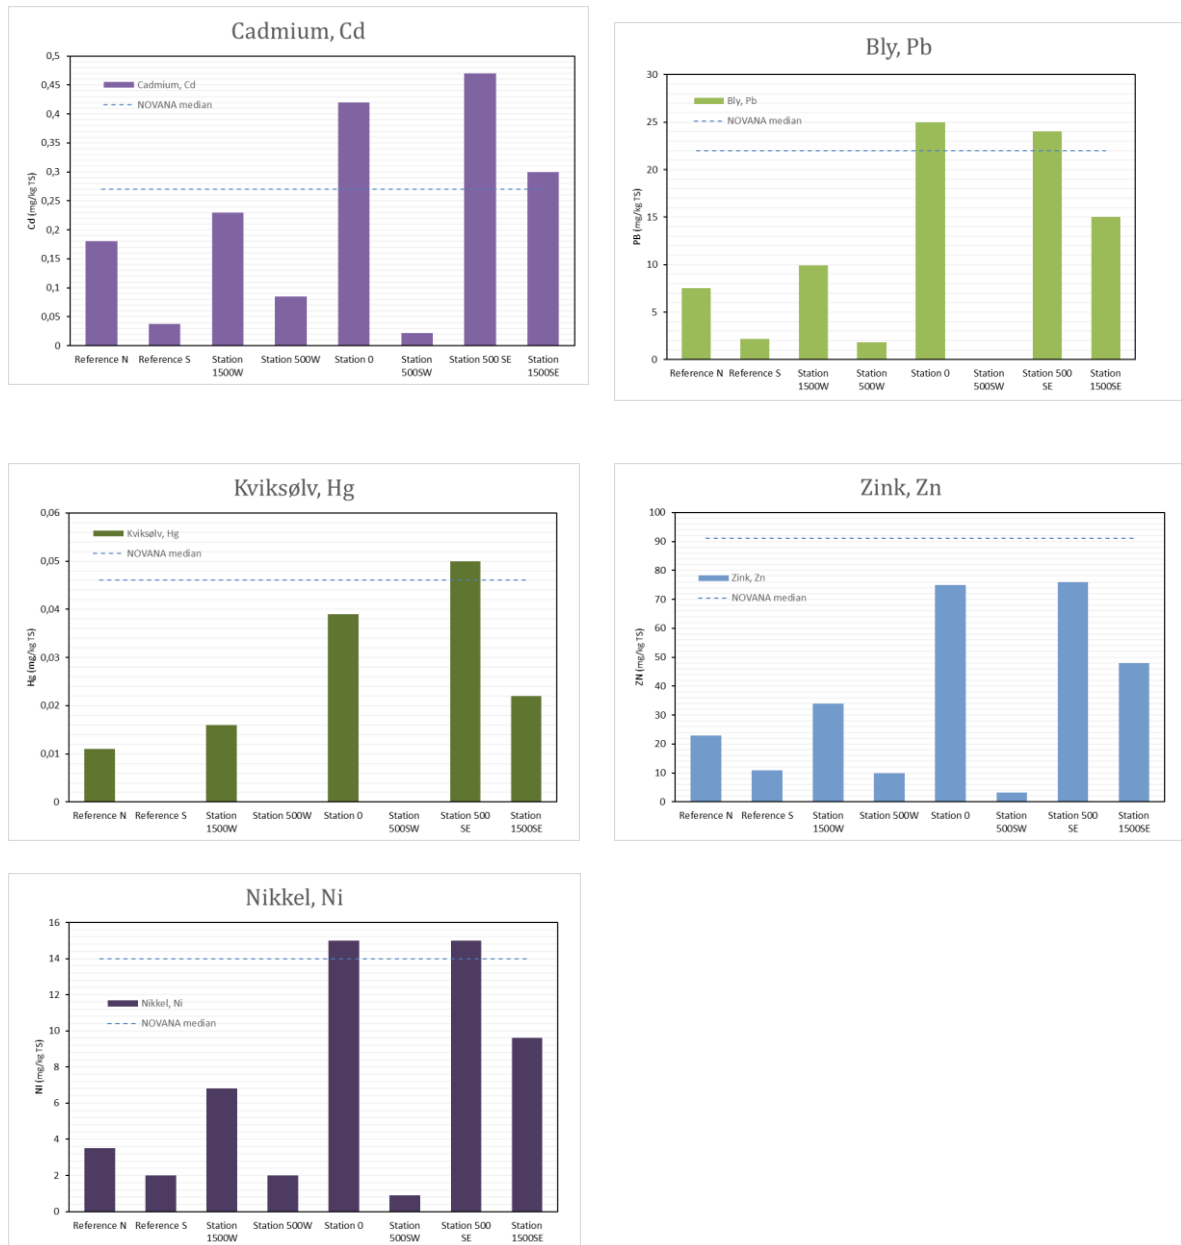 Cadmium, Cd
0,5
0,45
0,4
0,35
0,3
0,25
0,2
0,15
0,1
0,05
0
Cd (mg/kg TS)
Cadmium, Cd
NOVANA median
Reference N
Reference S
Station 1500W
Station 500W
Station 0
Station 500SW
Station 500 SE
Station 1500SE
Bly, Pb
30
25
20
15
10
5
0
PB (mg/kg TS)
Bly, Pb
NOVANA median
Reference N
Reference S
Station 1500W
Station 500W
Station 0
Station 500SW
Station 500 SE
Station 1500SE
Kviksølv, Hg
0,06
0,05
0,04
0,03
0,02
0,01
0
Hg (mg/kg TS)
Kviksølv, Hg
NOVANA median
Reference N
Reference S
Station 1500W
Station 500W
Station 0
Station 500SW
Station 500 SE
Station 1500SE
Zink, Zn
100
90
80
70
60
50
40
30
20
10
0
ZN (mg/kg TS)
Zink, Zn
NOVANA median
Reference N
Reference S
Station 1500W
Station 500W
Station 0
Station 500SW
Station 500 SE
Station 1500SE
Nikkel, Ni
16
14
12
10
8
6
4
2
0
NI (mg/kg TS)
Nikkel, Ni
NOVANA median
Reference N
Reference S
Station 1500W
Station 500W
Station 0
Station 500SW
Station 500 SE
Station 1500SE